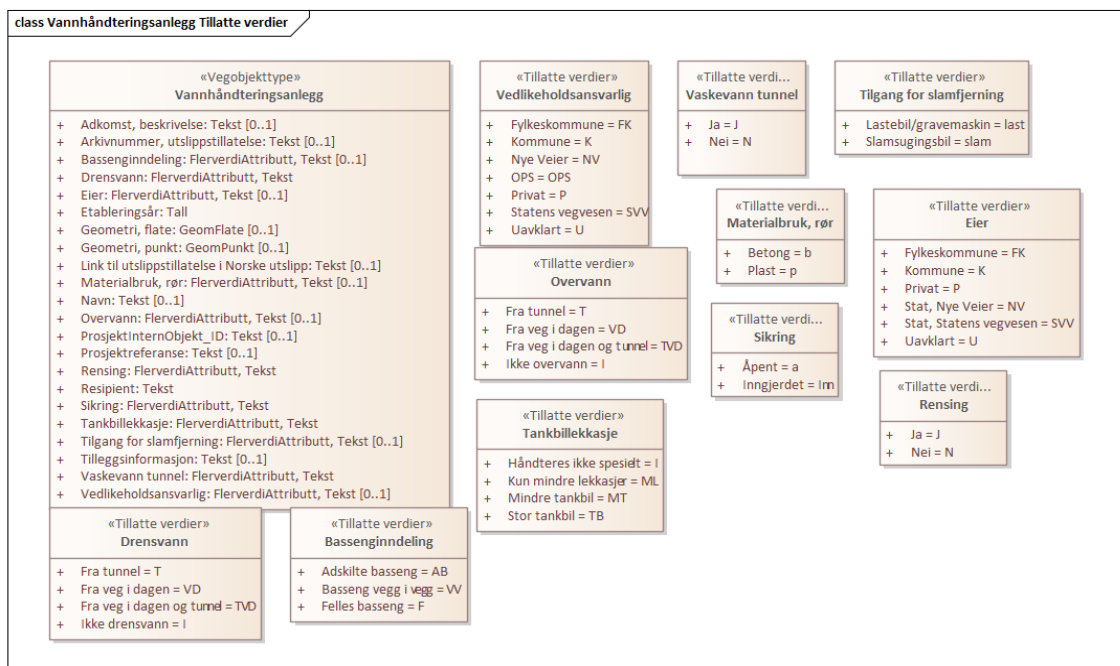 class Vannhåndteringsanlegg Tillatte verdier
«Vegobjekttype»
Vannhåndteringsanlegg
+ Adkomst, beskrivelse: Tekst [0..1]
+ Arkivnummer, utslippstillatelse: Tekst [0..1]
+ Bassenginndeling: FlerverdiAttributt, Tekst [0..1]
+ Drensvann: FlerverdiAttributt, Tekst
+ Eier: FlerverdiAttributt, Tekst [0..1]
+ Etableringsår: Tall
+ Geometri, flate: GeomFlate [0..1]
+ Geometri, punkt: GeomPunkt [0..1]
+ Link til utslippstillatelse i Norske utslipp: Tekst [0..1]
+ Materialbruk, rør: FlerverdiAttributt, Tekst [0..1]
+ Navn: Tekst [0..1]
+ Overvann: FlerverdiAttributt, Tekst [0..1]
+ ProsjektInternObjekt_ID: Tekst [0..1]
+ Prosjektreferanse: Tekst [0..1]
+ Rensing: FlerverdiAttributt, Tekst
+ Resipient: Tekst
+ Sikring: FlerverdiAttributt, Tekst
+ Tankbillekkasje: FlerverdiAttributt, Tekst
+ Tilgang for slamfjerning: FlerverdiAttributt, Tekst [0..1]
+ Tilleggsinformasjon: Tekst [0..1]
+ Vaskevann tunnel: FlerverdiAttributt, Tekst
+ Vedlikeholdsansvarlig: FlerverdiAttributt, Tekst [0..1]
«Tillatte verdier»
Vedlikeholdsansvarlig
+ Fylkeskommune = FK
+ Kommune = K
+ Nye Veier = NV
+ OPS = OPS
+ Privat = P
+ Statens vegvesen = SVV
+ Uavklart = U
«Tillatte verdi...
Vaskevann tunnel
+ Ja = J
+ Nei = N
«Tillatte verdier»
Tilgang for slamfjerning
+ Lastebil/gravemaskin = last
+ Slamsugingsbil = slam
«Tillatte verdi...
Materialbruk, rør
+ Betong = b
+ Plast = p
«Tillatte verdier»
Eier
+ Fylkeskommune = FK
+ Kommune = K
+ Privat = P
+ Stat, Nye Veier = NV
+ Stat, Statens vegvesen = SVV
+ Uavklart = U
«Tillatte verdier»
Overvann
+ Fra tunnel = T
+ Fra veg i dagen = VD
+ Fra veg i dagen og tunnel = TVD
+ Ikke overvann = I
«Tillatte verdi...
Sikring
+ Åpent = a
+ Inngjerdet = Inn
«Tillatte verdi...
Rensing
+ Ja = J
+ Nei = N
«Tillatte verdier»
Tankbillekkasje
+ Håndteres ikke spesielt = I
+ Kun mindre lekkasjer = ML
+ Mindre tankbil = MT
+ Stor tankbil = TB
«Tillatte verdier»
Drensvann
+ Fra tunnel = T
+ Fra veg i dagen = VD
+ Fra veg i dagen og tunnel = TVD
+ Ikke drensvann = I
«Tillatte verdier»
Bassenginndeling
+ Adskilte basseng = AB
+ Basseng vegg i vegg = VV
+ Felles basseng = F